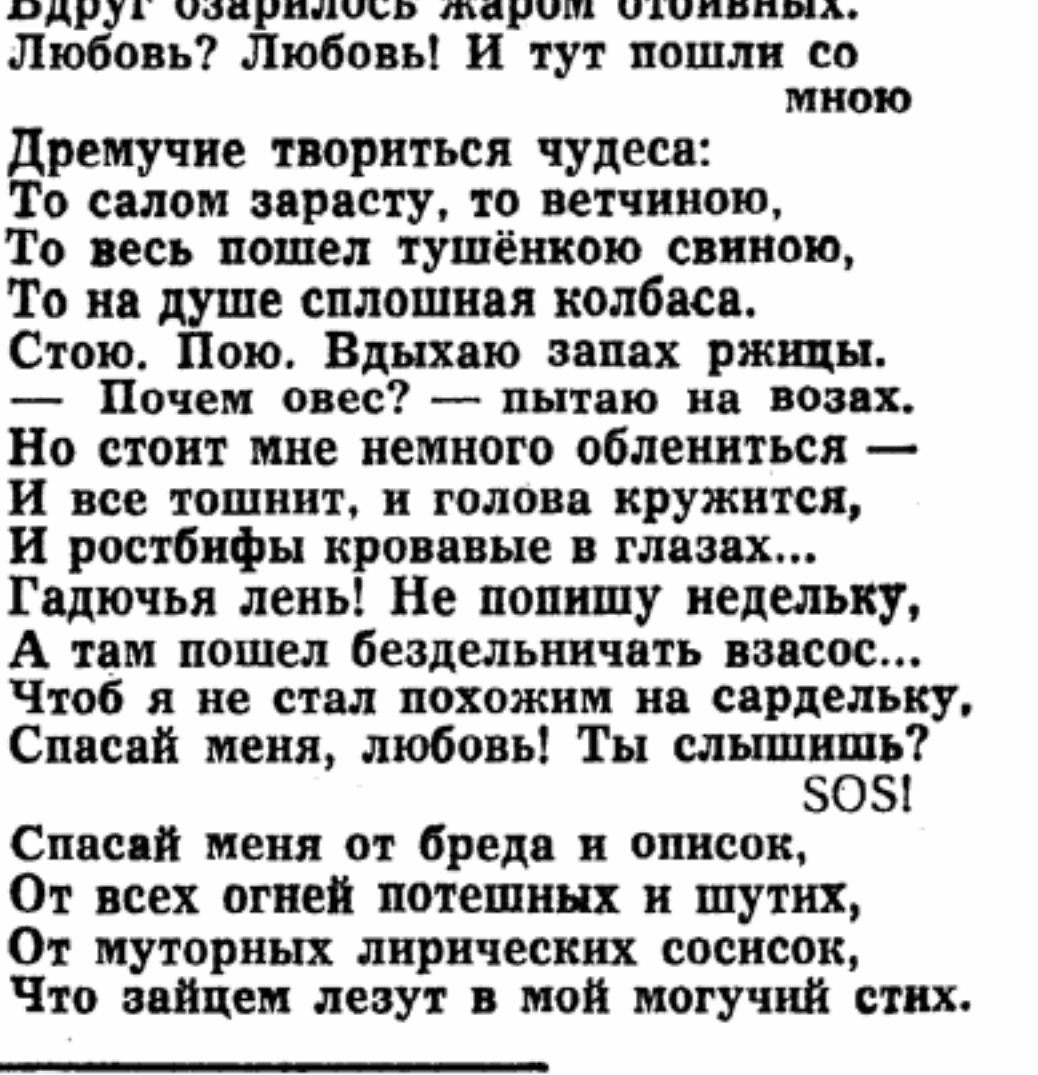 Вдруг озарилось жаром отбивных.
Любовь? Любовь! И тут пошли со
мною
Дремучие твориться чудеса:
То салом зарасту, то ветчиною,
То весь пошел тушёнкою свиною,
То на душе сплошная колбаса.
Стою. Пою. Вдыхаю запах ржицы.
— Почем овес? — пытаю на возах.
Но стоит мне немного облениться —
И все тошнит, и голова кружится,
И ростбифы кровавые в глазах...
Гадючья лень! Не попишу недельку,
А там пошел бездельничать взасос...
Чтоб я не стал похожим на сардельку,
Спасай меня, любовь! Ты слышишь?
SOS!
Спасай меня от бреда и описок,
От всех огней потешных и шутих,
От муторных лирических сосисок,
Что зайцем лезут в мой могучий стих.